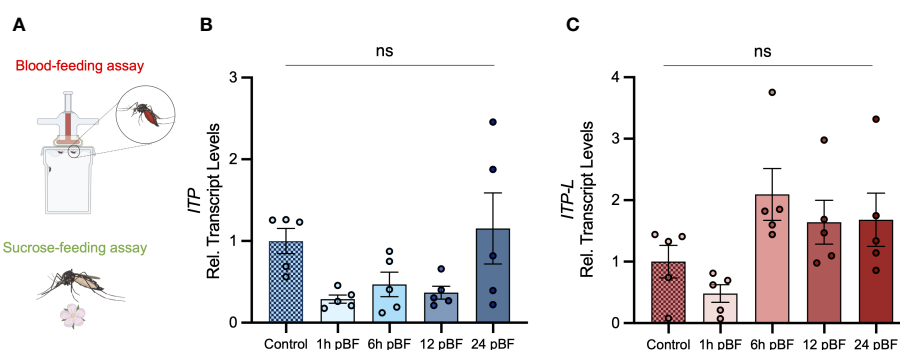 A
Blood-feeding assay
Sucrose-feeding assay
B
ns
ITP
Rel. Transcript Levels
3
2
1
0
Control 1h pBF 6h pBF 12 pBF 24 pBF
C
ns
ITP-L
Rel. Transcript Levels
4
3
2
1
0
Control 1h pBF 6h pBF 12 pBF 24 pBF